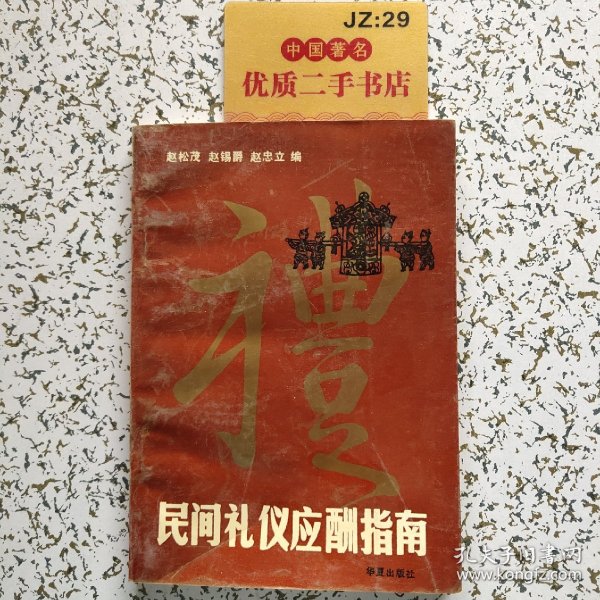 JZ:29
中国著名
优质二手书店
赵松茂 赵锡爵 赵忠立 编
禮
民间礼仪应酬指南
华夏出版社
孔夫子旧书网
www.kongfz.com